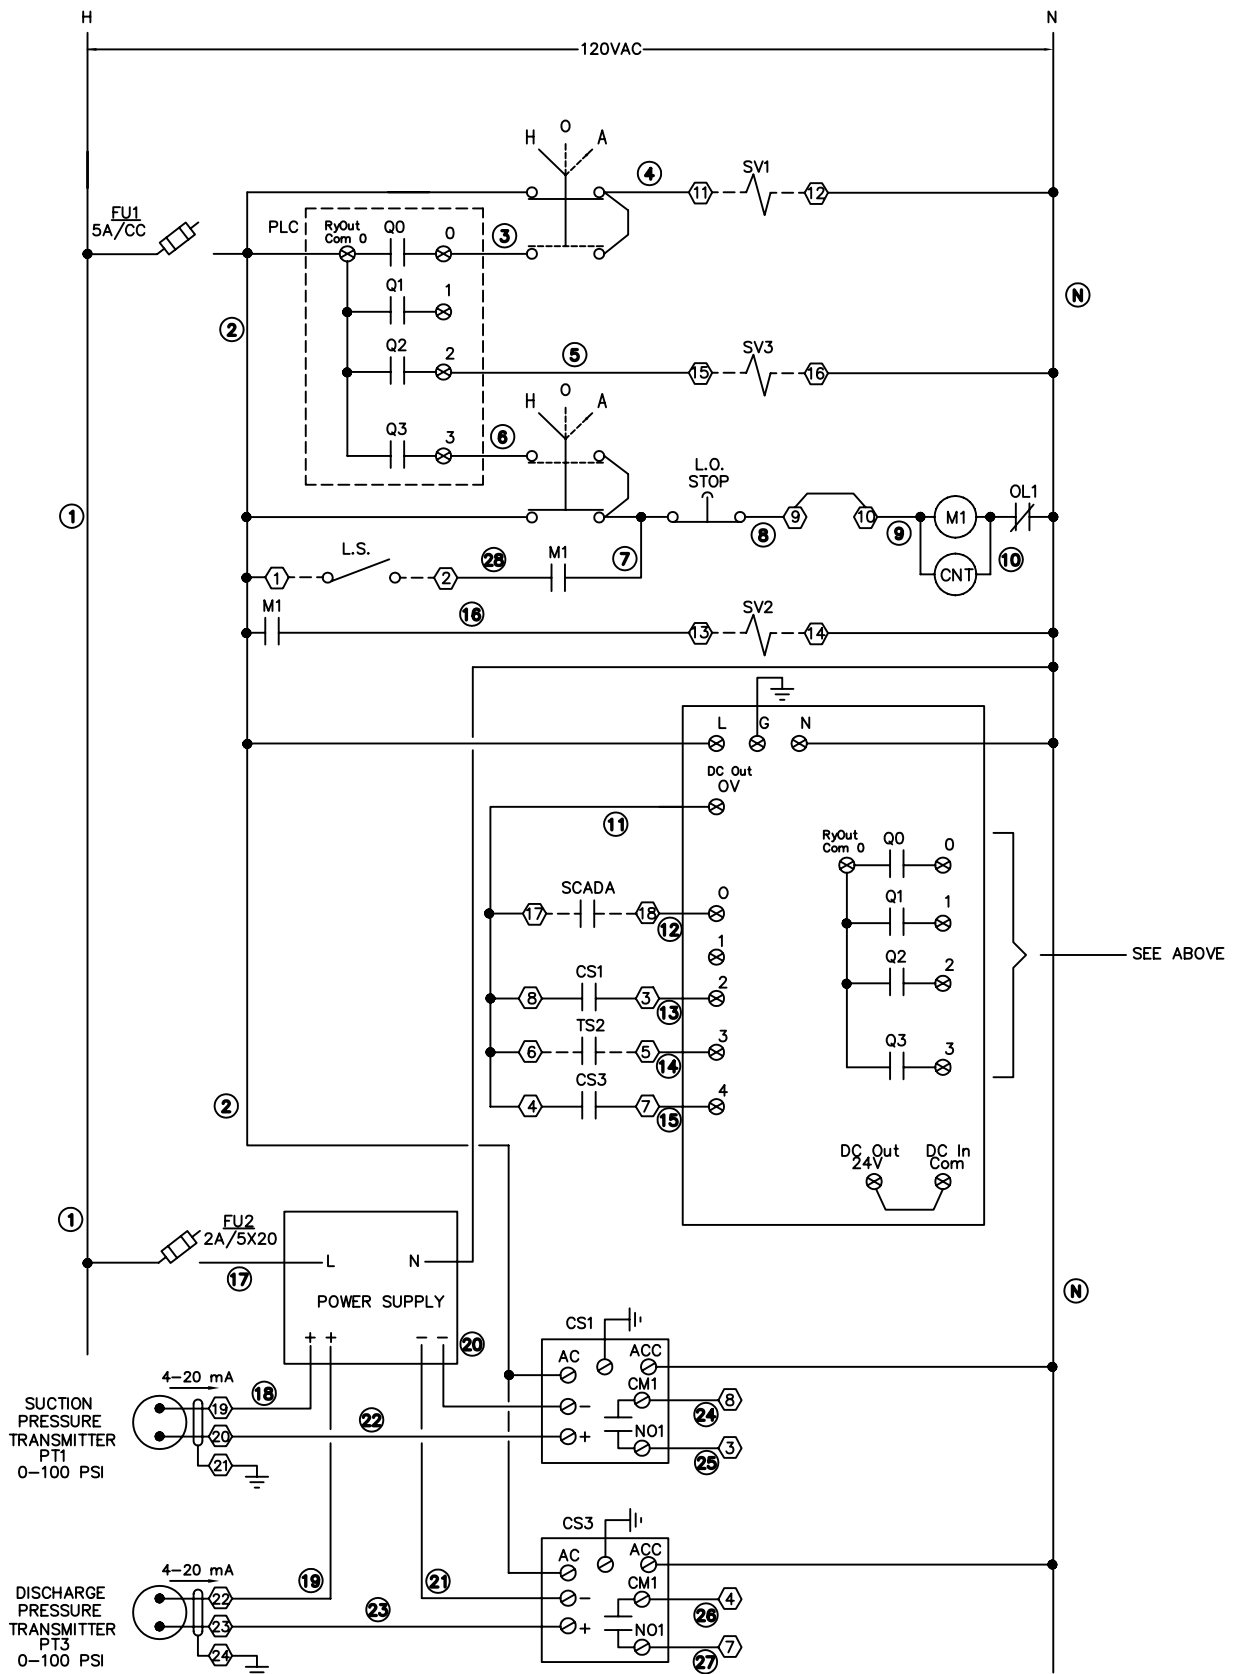 H
N
120VAC
H
O
A
4
11
SV1
12
FU1
5A/CC
PLC
RyOut
Com 0
Q0
0
3
Q1
1
N
2
Q2
2
5
15
SV3
16
H
O
A
Q3
3
6
L.O.
STOP
OL1
1
8
9
10
9
M1
CNT
10
L.S.
1
2
28
M1
7
M1
16
13
SV2
14
L
G
N
DC Out
0V
11
RyOut
Com 0
Q0
0
SCADA
17
18
12
0
Q1
1
1
SEE ABOVE
CS1
8
3
13
2
Q2
2
TS2
6
5
14
3
Q3
3
CS3
4
7
15
4
2
DC Out
24V
DC In
Com
1
FU2
2A/5X20
17
L
N
POWER SUPPLY
N
+ +
– –
20
CS1
AC
ACC
CM1
8
24
–
+
NO1
3
25
4–20 mA
SUCTION
PRESSURE
TRANSMITTER
PT1
0–100 PSI
19
18
20
22
21
CS3
AC
ACC
CM1
4
26
–
+
NO1
7
27
4–20 mA
DISCHARGE
PRESSURE
TRANSMITTER
PT3
0–100 PSI
22
19
21
23
23
24